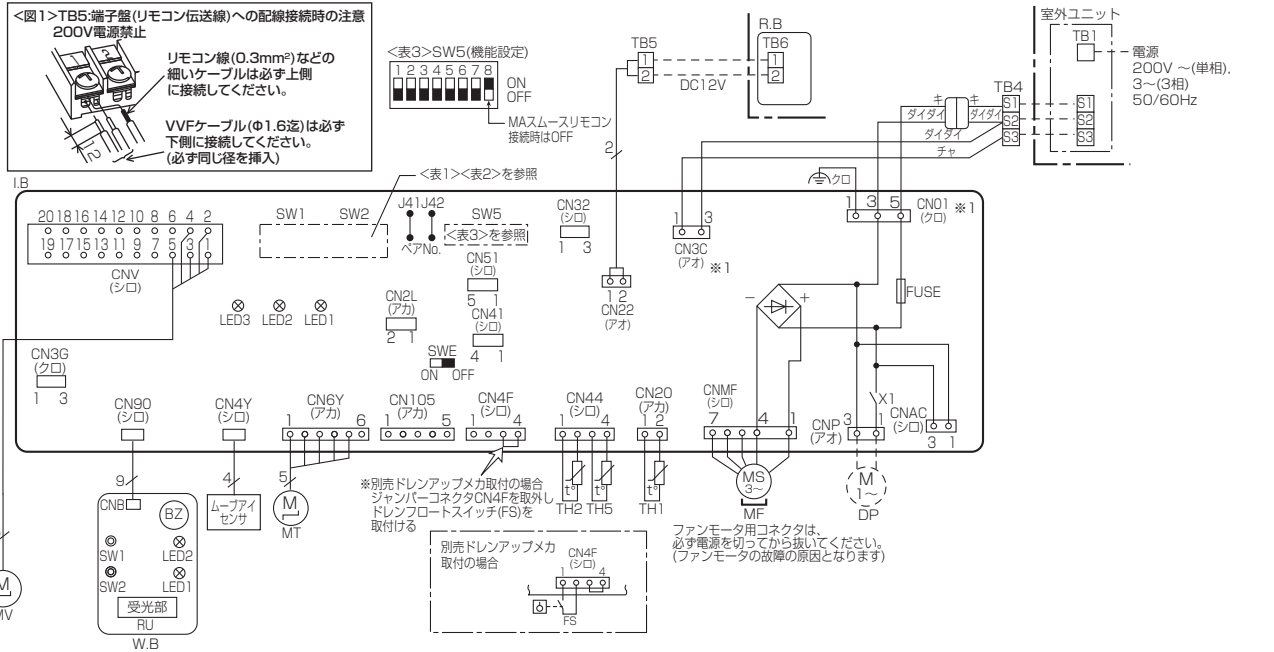 <図1>TB5:端子盤(リモコン伝送線)への配線接続時の注意
200V電源禁止
リモコン線(0.3mm²)などの
細いケーブルは必ず上側
に接続してください。
VVFケーブル(Φ1.6迄)は必ず
下側に接続してください。
(必ず同じ径を挿入)
1 2
12
<表3>SW5(機能設定)
1 2 3 4 5 6 7 8
ON
OFF
MAスムースリモコン
接続時はOFF
TB5
1
2
DC12V
R.B
TB6
1
2
2
室外ユニット
TB1
電源
200V ～(単相),
3～(3相)
50/60Hz
TB4
S1
S2
S3
S1
S2
S3
キ
キ
ダイダイ
ダイダイ
ダイダイ
チャ
クロ
I.B
<表1><表2>を参照
20 18 16 14 12 10 8 6 4 2
19 17 15 13 11 9 7 5 3 1
CNV
(シロ)
SW1 SW2
J41 J42
ペアNo.
SW5
<表3>を参照
CN32
(シロ)
1 3
1 3
CN3C
(アオ) ※1
1 3 5
CN01
(クロ) ※1
CN51
(シロ)
5 1
CN41
(シロ)
4 1
CN2L
(アカ)
2 1
1 2
CN22
(アオ)
LED3 LED2 LED1
SWE
ON OFF
－ ＋
FUSE
X1
CN3G
(クロ)
1 3
CN90
(シロ)
CN4Y
(シロ)
CN6Y
(アカ)
1 6
CN105
(アカ)
1 5
CN4F
(シロ)
1 4
CN44
(シロ)
1 4
CN20
(アカ)
1 2
CNMF
(シロ)
7 4 1
CNP
(アオ)
3 1
CNAC
(シロ)
3 1
9
4
5
CNB
BZ
SW1
LED2
SW2
LED1
受光部
RU
W.B
ムーブアイ
センサ
M
MT
M
MV
※別売ドレンアップメカ取付の場合
ジャンパーコネクタCN4Fを取外し
ドレンフロートスイッチ(FS)を
取付ける
t° t°
TH2 TH5
t°
TH1
MS
3～
MF
M
1～
DP
ファンモータ用コネクタは、
必ず電源を切ってから抜いてください。
(ファンモータの故障の原因となります)
別売ドレンアップメカ
取付の場合
CN4F
(シロ)
1 4
FS